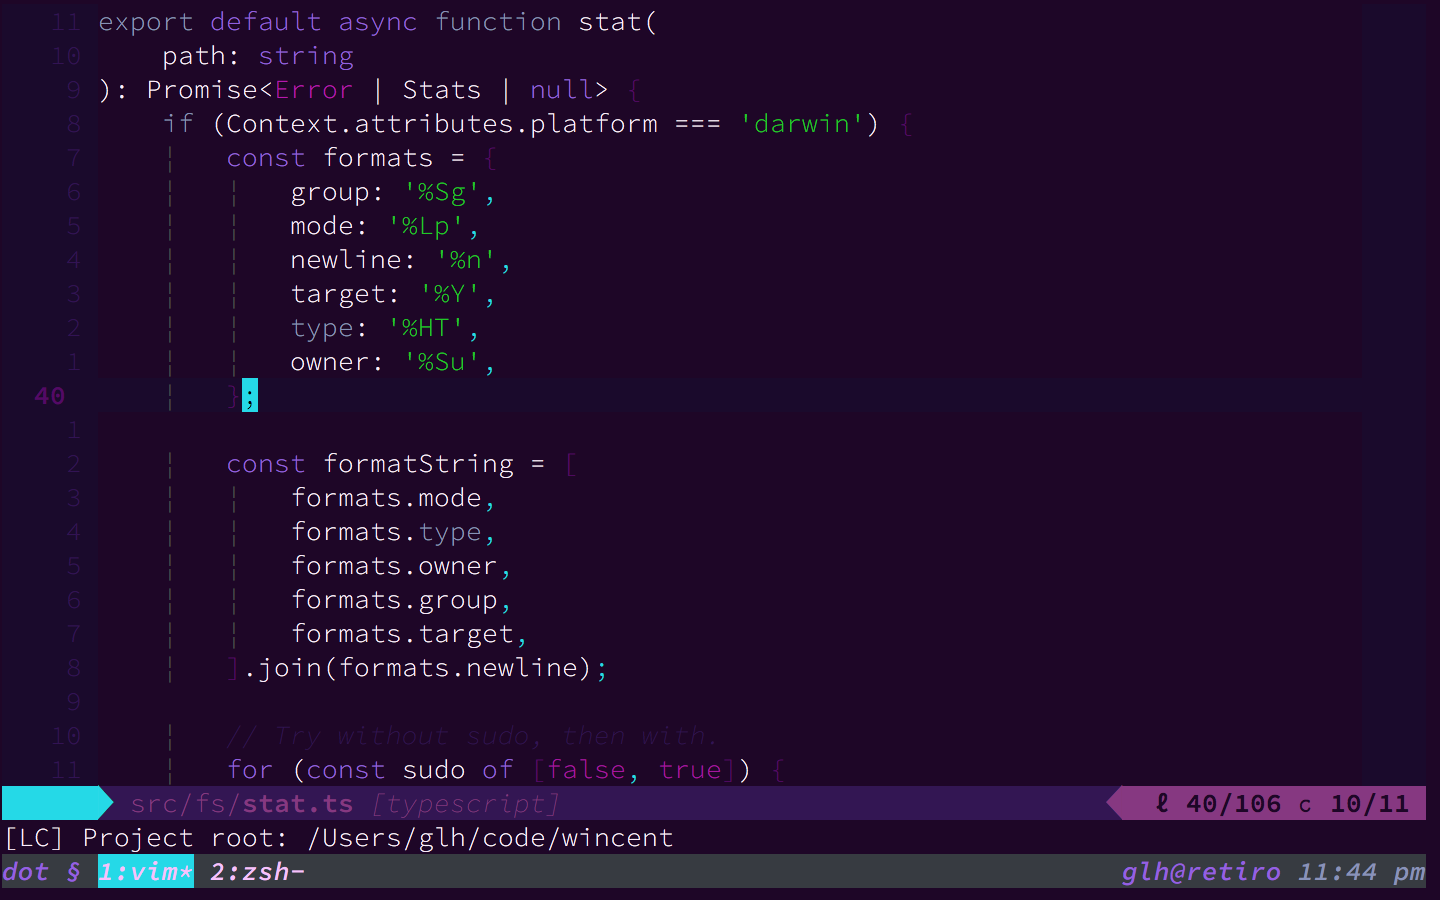 11 export default async function stat(
10     path: string
9 ): Promise<Error | Stats | null> {
8     if (Context.attributes.platform === 'darwin') {
7     ¦   const formats = {
6     ¦   ¦   group: '%Sg',
5     ¦   ¦   mode: '%Lp',
4     ¦   ¦   newline: '%n',
3     ¦   ¦   target: '%Y',
2     ¦   ¦   type: '%HT',
1     ¦   ¦   owner: '%Su',
40     ¦   };
1
2     ¦   const formatString = [
3     ¦   ¦   formats.mode,
4     ¦   ¦   formats.type,
5     ¦   ¦   formats.owner,
6     ¦   ¦   formats.group,
7     ¦   ¦   formats.target,
8     ¦   ].join(formats.newline);
9
10     ¦   // Try without sudo, then with.
11     ¦   for (const sudo of [false, true]) {
src/fs/stat.ts [typescript] ℓ 40/106 c 10/11
[LC] Project root: /Users/glh/code/wincent
dot § 1:vim* 2:zsh- glh@retiro 11:44 pm